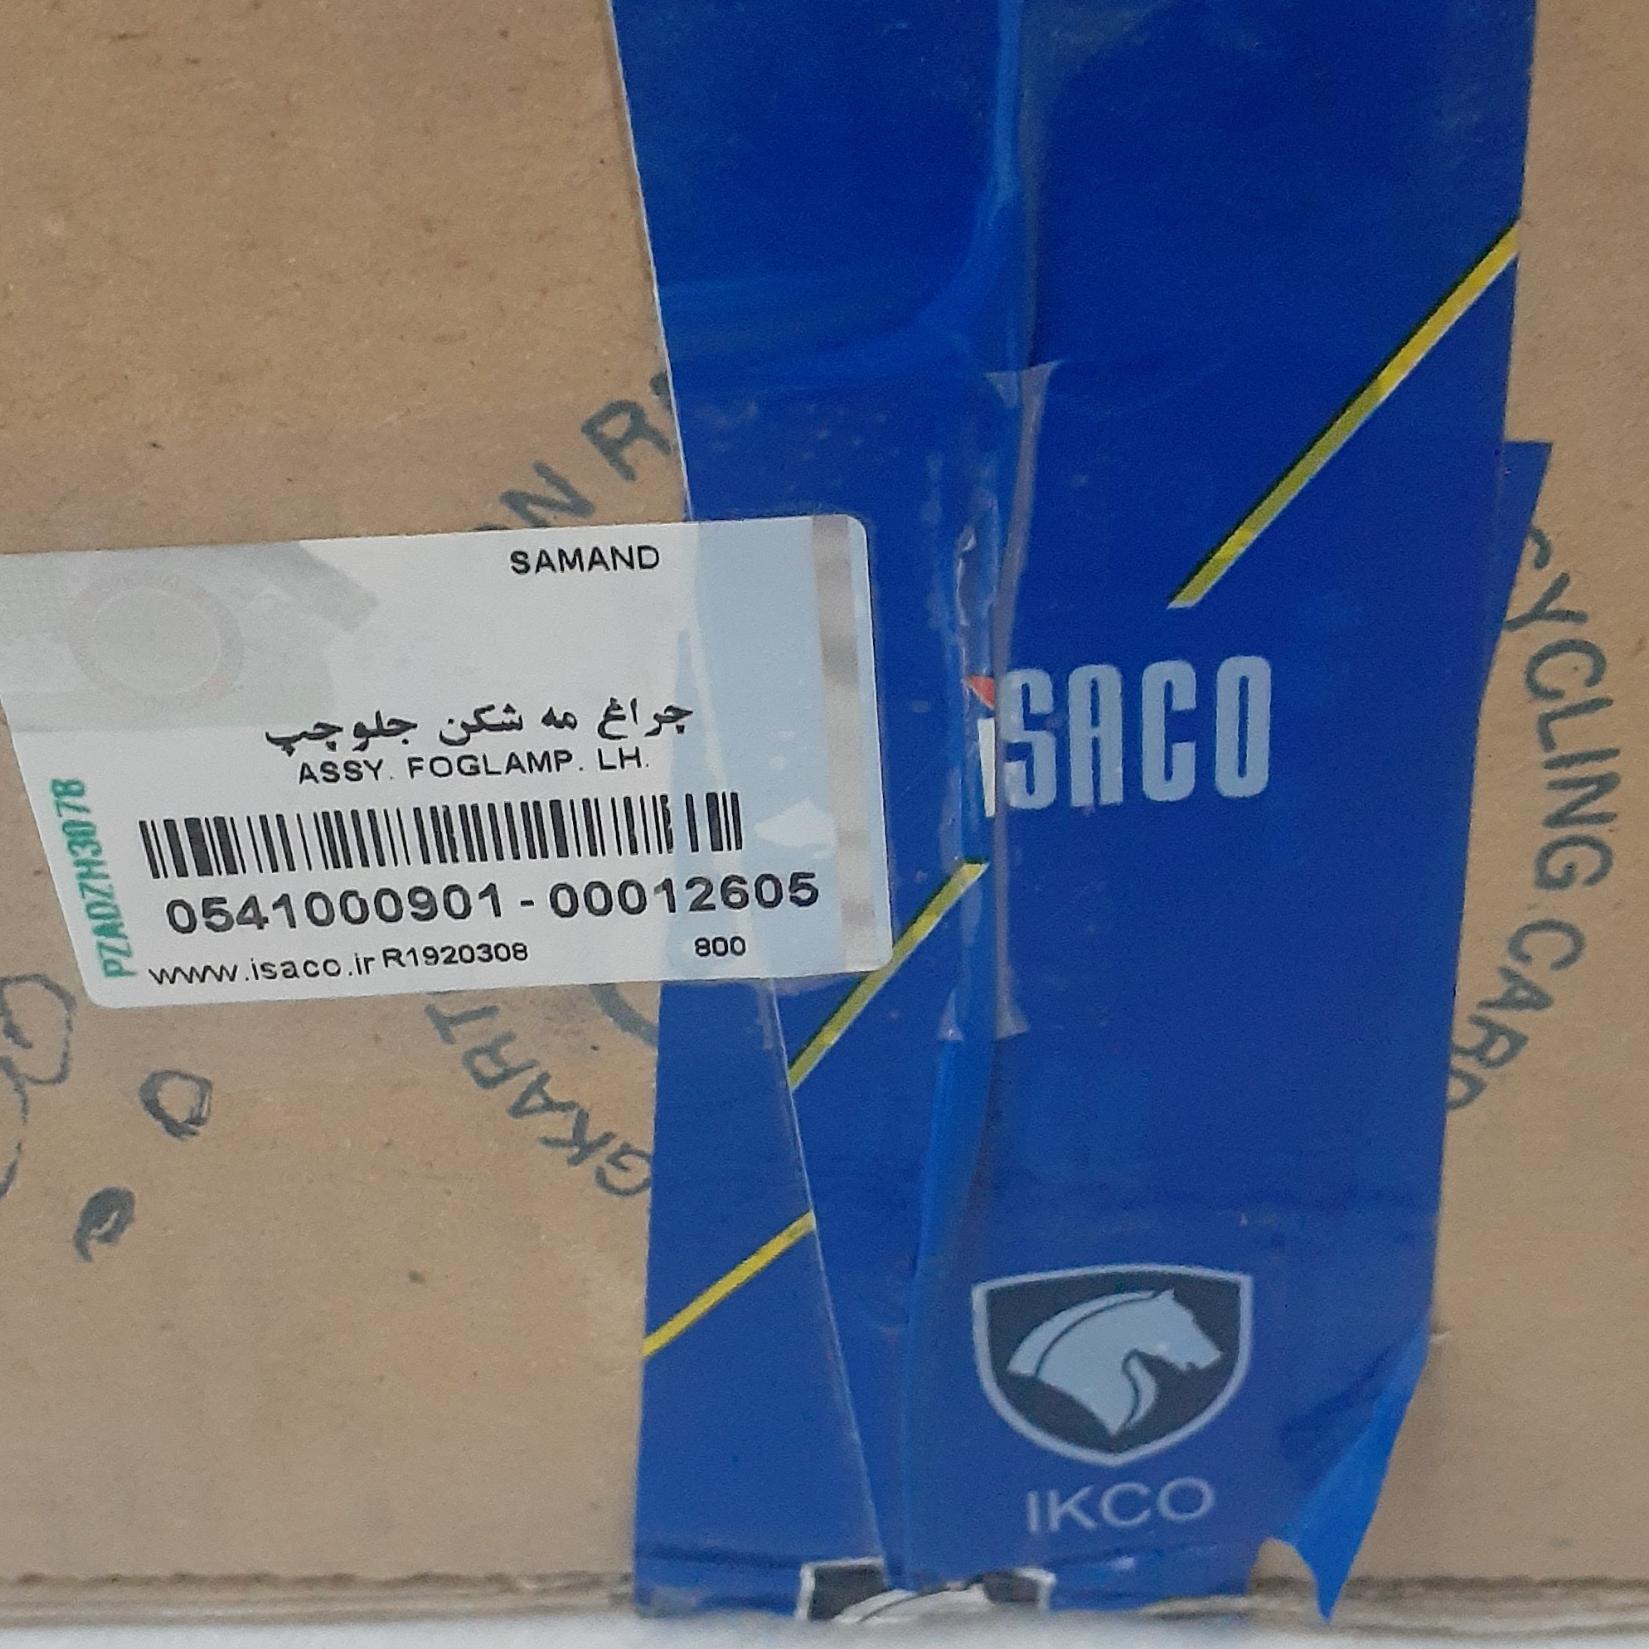 SAMAND
چراغ مه شکن جلوچپ
ASSY. FOGLAMP. LH.
0541000901-00012605
www.isaco.ir R1920308 800
PZADZH3078
iSACO
IKCO
CYCLING CARD
GKART